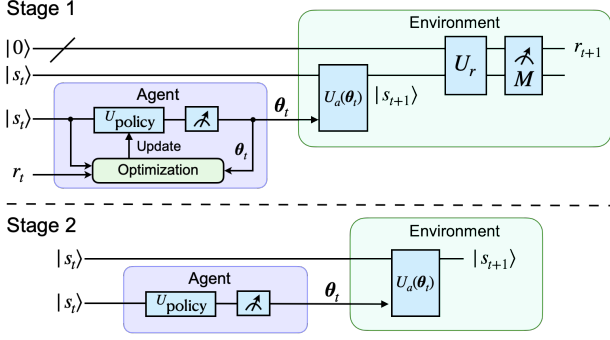 Stage 1
Environment
|0⟩
r_{t+1}
U_r
M
|s_t⟩
U_a(θ_t)
|s_{t+1}⟩
Agent
|s_t⟩
U_policy
θ_t
Update
θ_t
Optimization
r_t
Stage 2
Environment
|s_t⟩
U_a(θ_t)
|s_{t+1}⟩
Agent
|s_t⟩
U_policy
θ_t